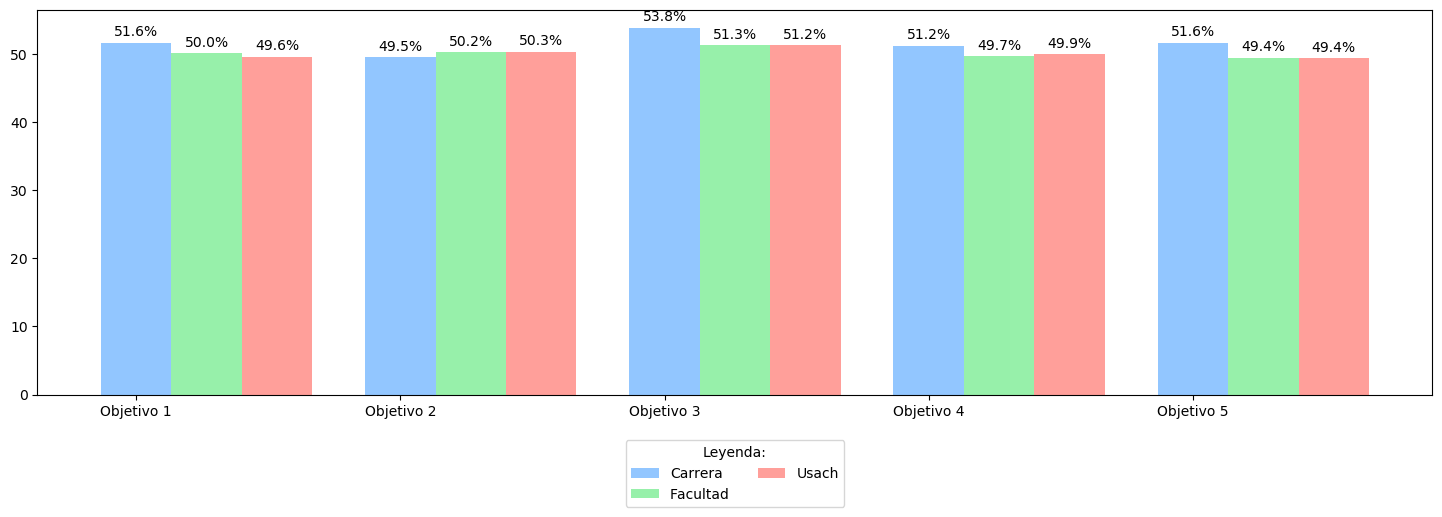 53.8%
51.6% 50.0% 49.6% 49.5% 50.2% 50.3% 51.3% 51.2% 51.2% 49.7% 49.9% 51.6% 49.4% 49.4%
50
40
30
20
10
0
Objetivo 1 Objetivo 2 Objetivo 3 Objetivo 4 Objetivo 5
Leyenda:
Carrera Usach
Facultad